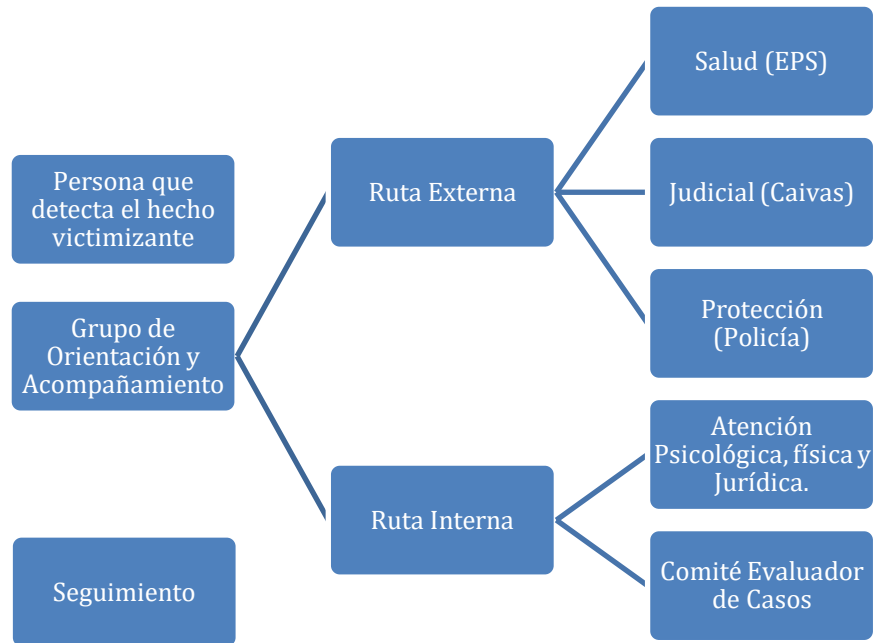 Persona que
detecta el hecho
victimizante
Grupo de
Orientación y
Acompañamiento
Seguimiento
Ruta Externa
Ruta Interna
Salud (EPS)
Judicial (Caivas)
Protección
(Policía)
Atención
Psicológica, física y
Jurídica.
Comité Evaluador
de Casos